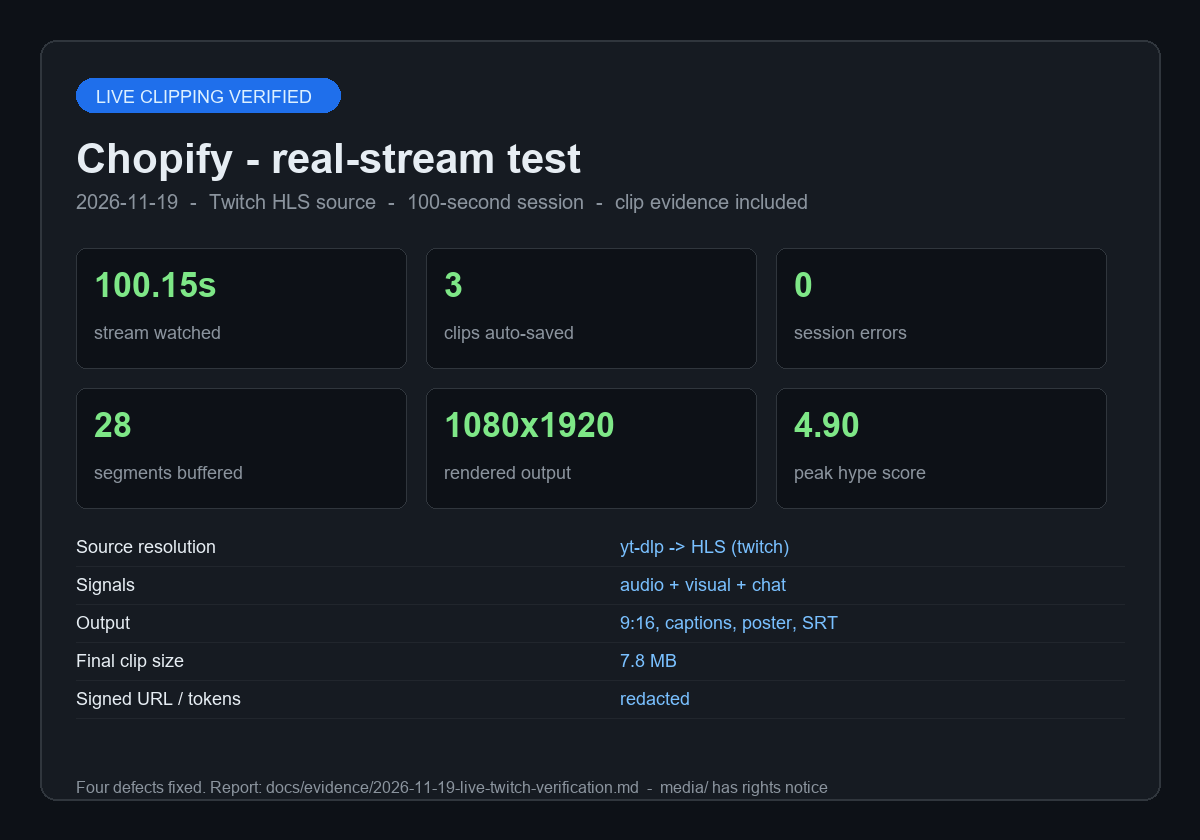 LIVE CLIPPING VERIFIED
Chopify - real-stream test
2026-11-19 - Twitch HLS source - 100-second session - clip evidence included
100.15s
stream watched
3
clips auto-saved
0
session errors
28
segments buffered
1080x1920
rendered output
4.90
peak hype score
Source resolution yt-dlp -> HLS (twitch)
Signals audio + visual + chat
Output 9:16, captions, poster, SRT
Final clip size 7.8 MB
Signed URL / tokens redacted
Four defects fixed. Report: docs/evidence/2026-11-19-live-twitch-verification.md - media/ has rights notice